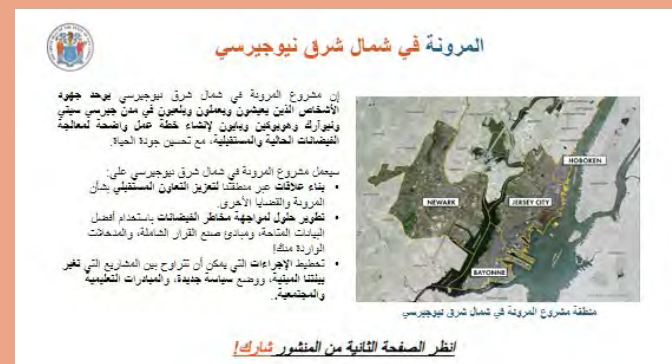 المرونة في شمال شرق نيوجيرسي
إن مشروع المرونة في شمال شرق نيوجيرسي يوحد جهود
الأشخاص الذين يعيشون ويعملون ويلعبون في مدن جيرسي سيتي
ونيوآرك وهوبوكين وبايون لإنشاء خطة عمل واضحة لمعالجة
الفيضانات الحالية والمستقبلية، مع تحسين جودة الحياة.
سيعمل مشروع المرونة في شمال شرق نيوجيرسي على:
• بناء علاقات عبر منطقتنا لتعزيز التعاون المستقبلي بشأن
المرونة والقضايا الأخرى.
• تطوير حلول لمواجهة مخاطر الفيضانات باستخدام أفضل
البيانات المتاحة، ومبادئ صنع القرار الشاملة، والمدخلات
الواردة منك!
• تخطيط الإجراءات التي يمكن أن تتراوح بين المشاريع التي تغير
بيئتنا المبنية، ووضع سياسة جديدة، والمبادرات التعليمية
والمجتمعية.
HOBOKEN
NEWARK
JERSEY CITY
BAYONNE
منطقة مشروع المرونة في شمال شرق نيوجيرسي
انظر الصفحة الثانية من المنشور شارك!